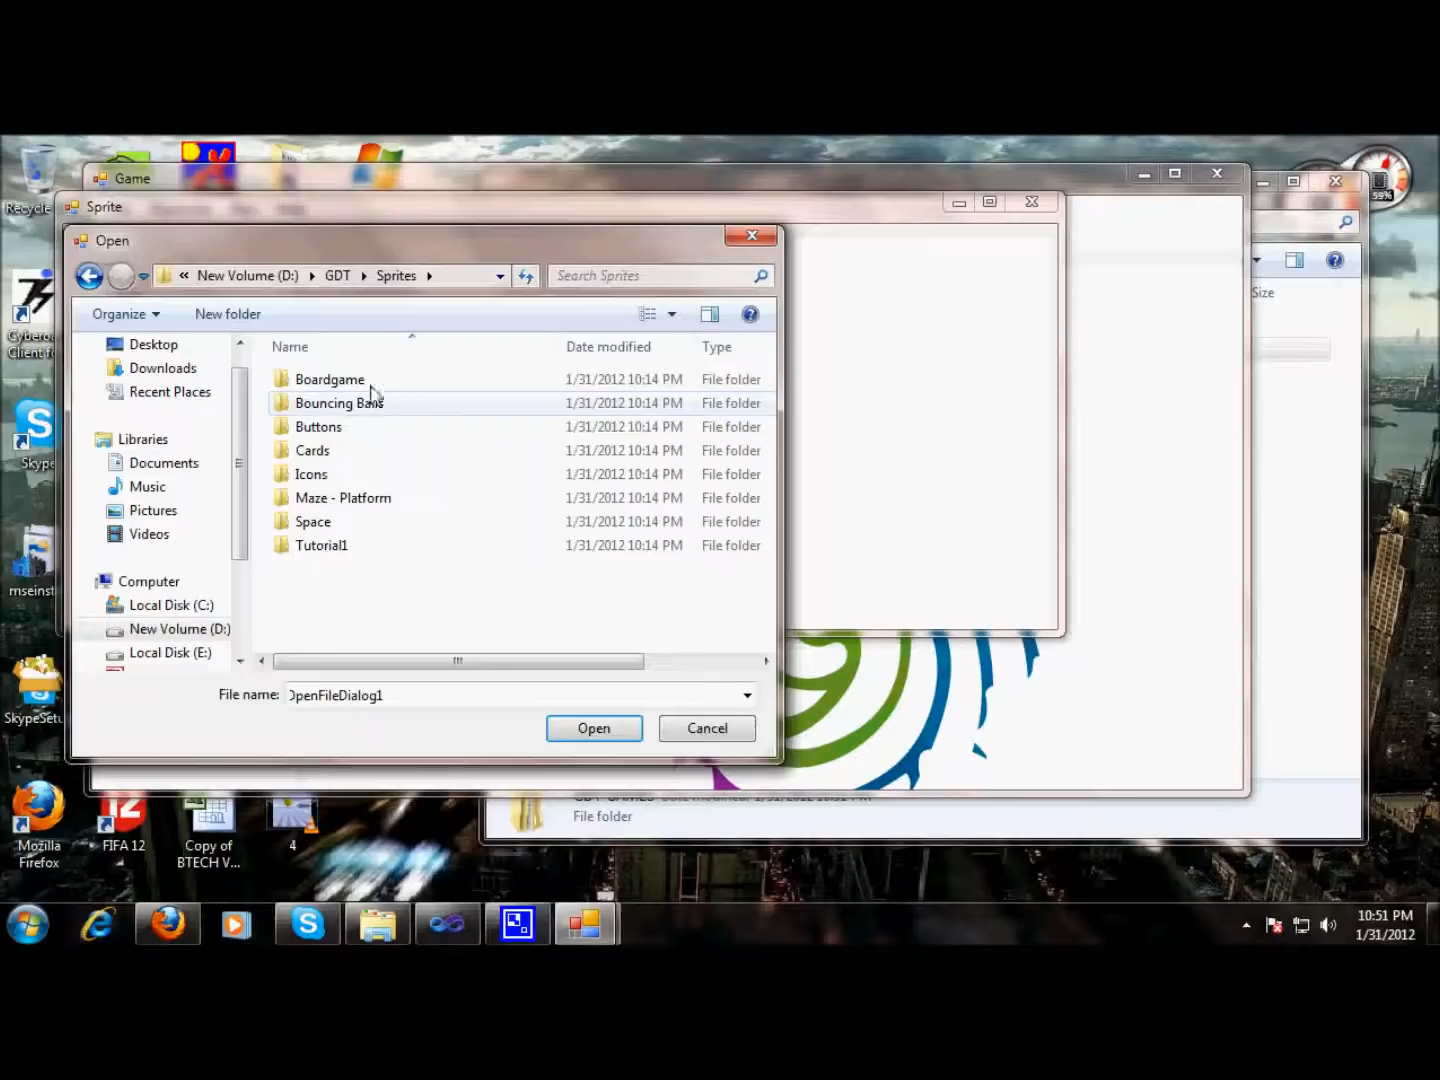 Game
Sprite
Open
« New Volume (D:) GDT Sprites
Search Sprites
Organize
New folder
Name
Date modified
Type
Size
Desktop
Downloads
Recent Places
Libraries
Documents
Music
Pictures
Videos
Computer
Local Disk (C:)
New Volume (D:)
Local Disk (E:)
Boardgame 1/31/2012 10:14 PM File folder
Bouncing Balls 1/31/2012 10:14 PM File folder
Buttons 1/31/2012 10:14 PM File folder
Cards 1/31/2012 10:14 PM File folder
Icons 1/31/2012 10:14 PM File folder
Maze - Platform 1/31/2012 10:14 PM File folder
Space 1/31/2012 10:14 PM File folder
Tutorial1 1/31/2012 10:14 PM File folder
File name: OpenFileDialog1
Open
Cancel
File folder
59%
Recycle
Client f
Skype
mseinst
SkypeSetu
Mozilla
Firefox
12
FIFA 12
Copy of
BTECH V...
4
10:51 PM
1/31/2012